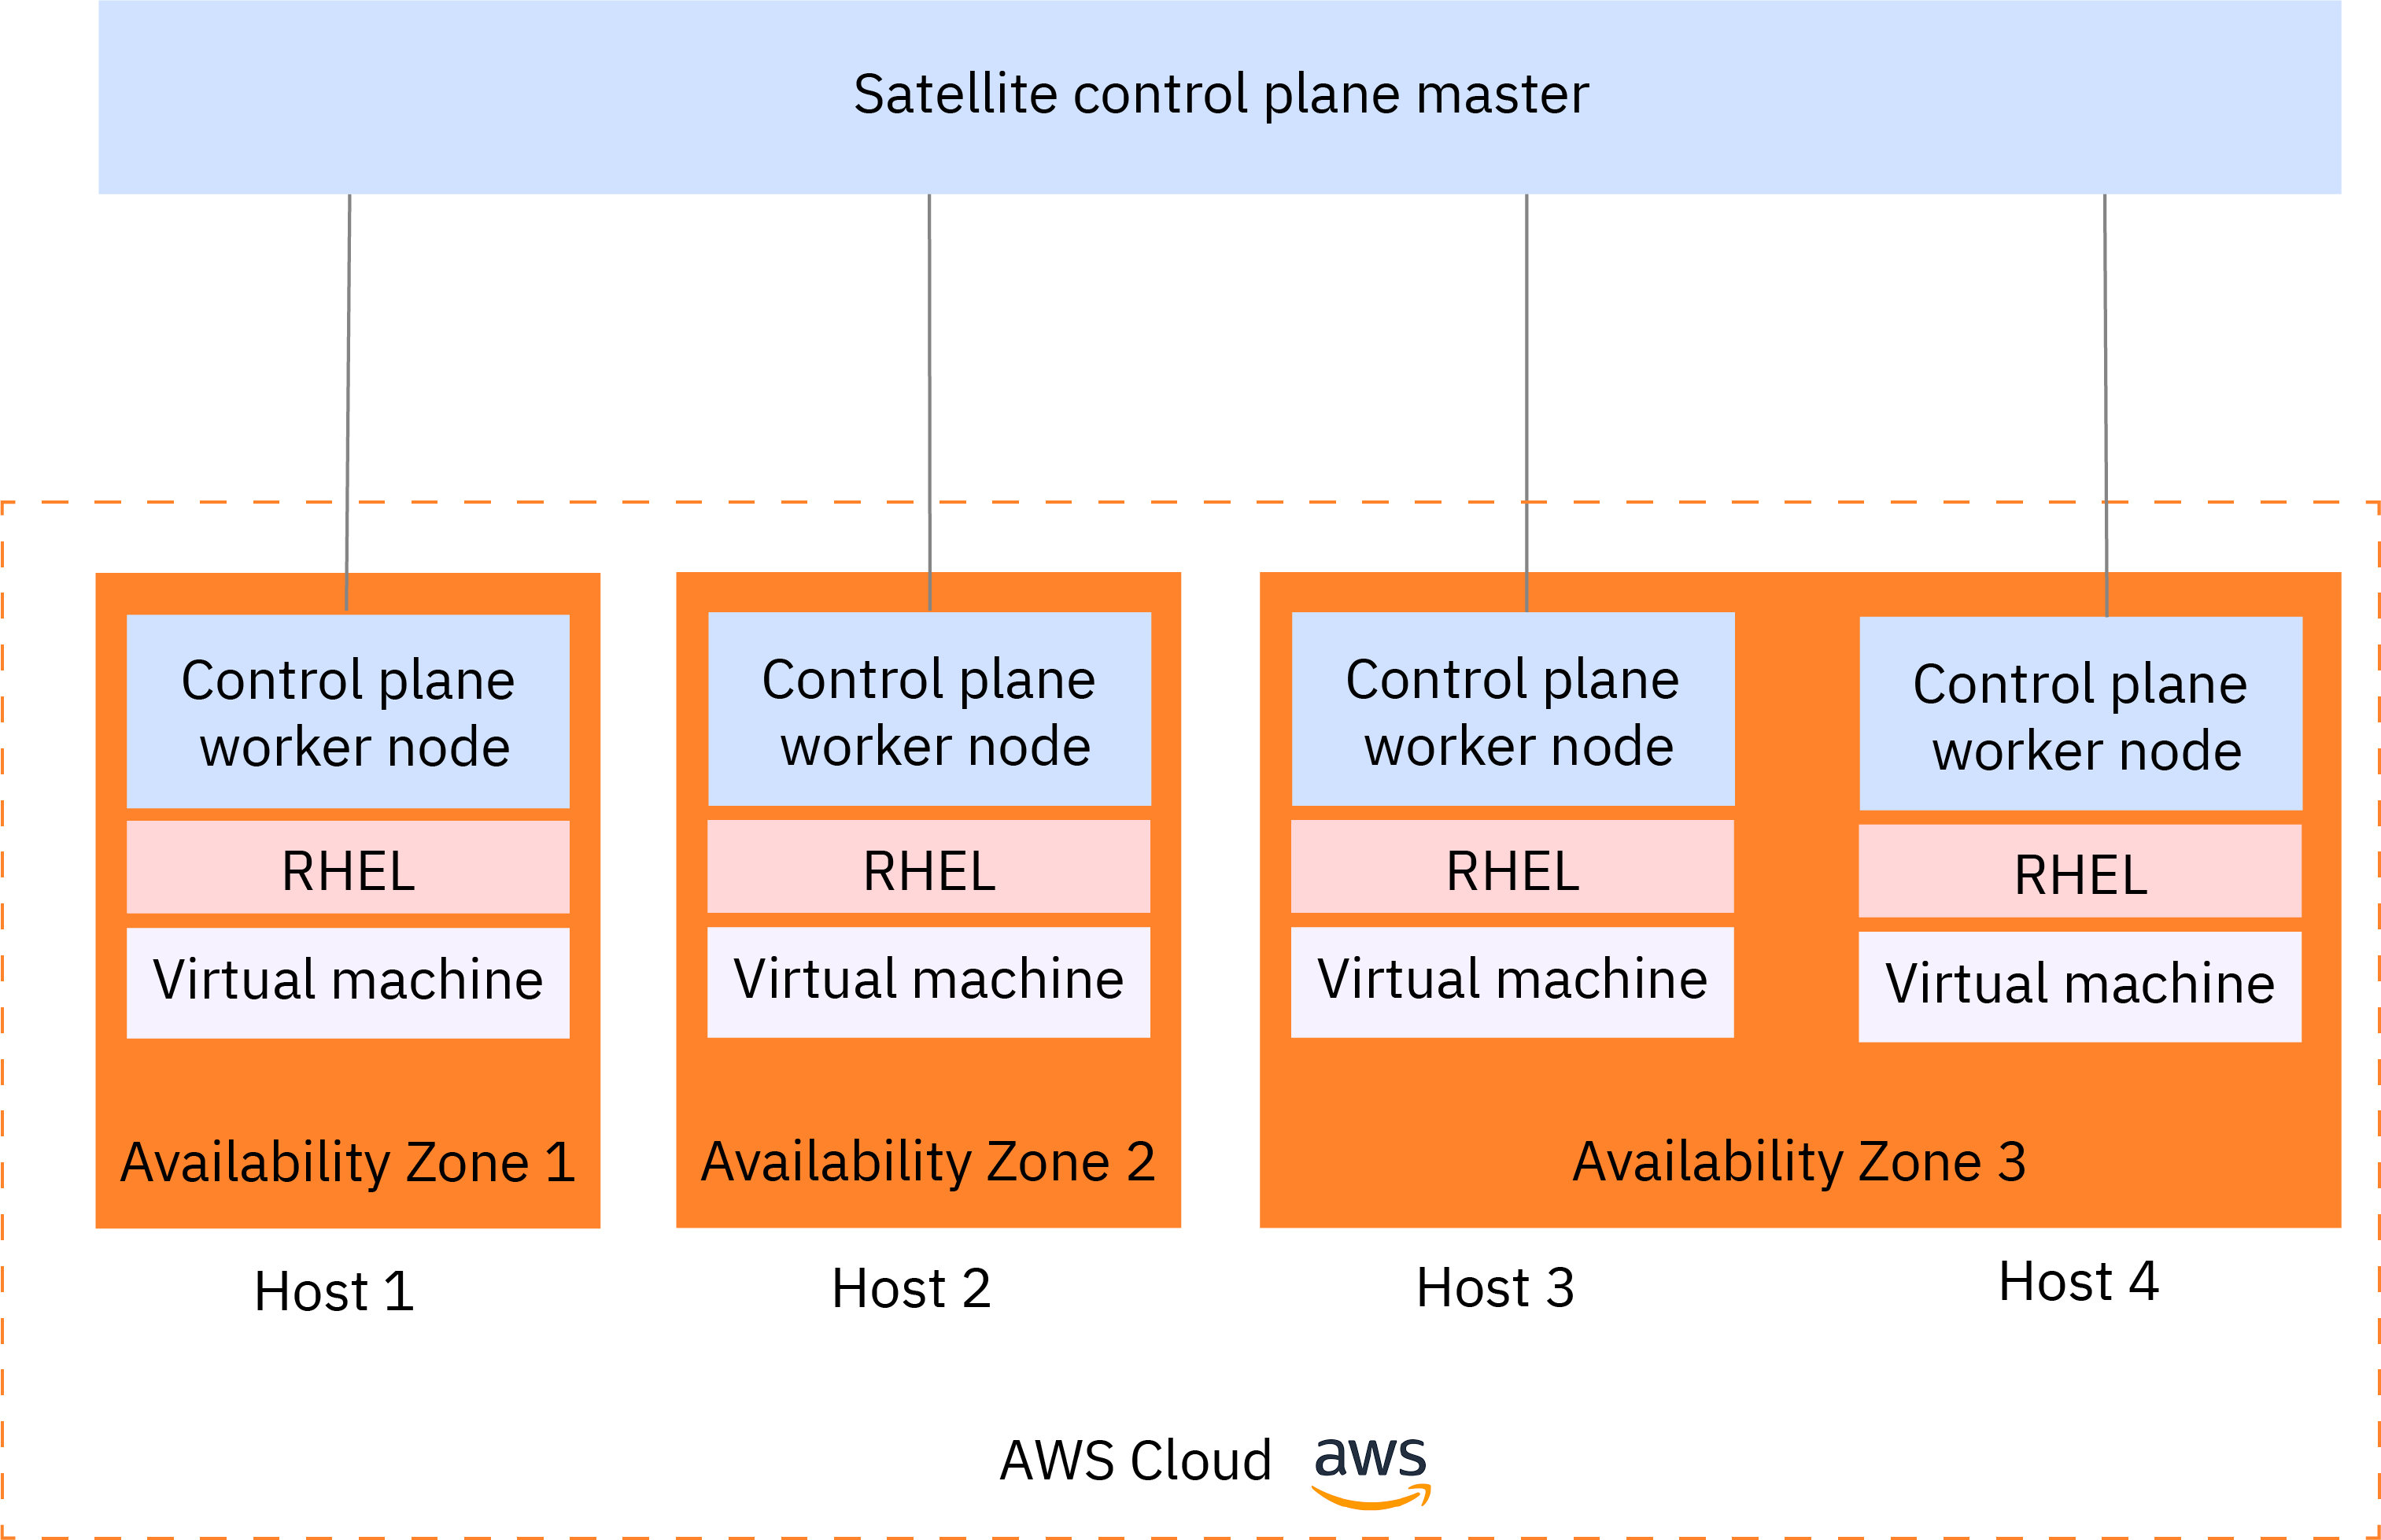 Satellite control plane master
Control plane
worker node
RHEL
Virtual machine
Availability Zone 1
Host 1
Control plane
worker node
RHEL
Virtual machine
Availability Zone 2
Host 2
Control plane
worker node
RHEL
Virtual machine
Control plane
worker node
RHEL
Virtual machine
Availability Zone 3
Host 3
Host 4
AWS Cloud
aws